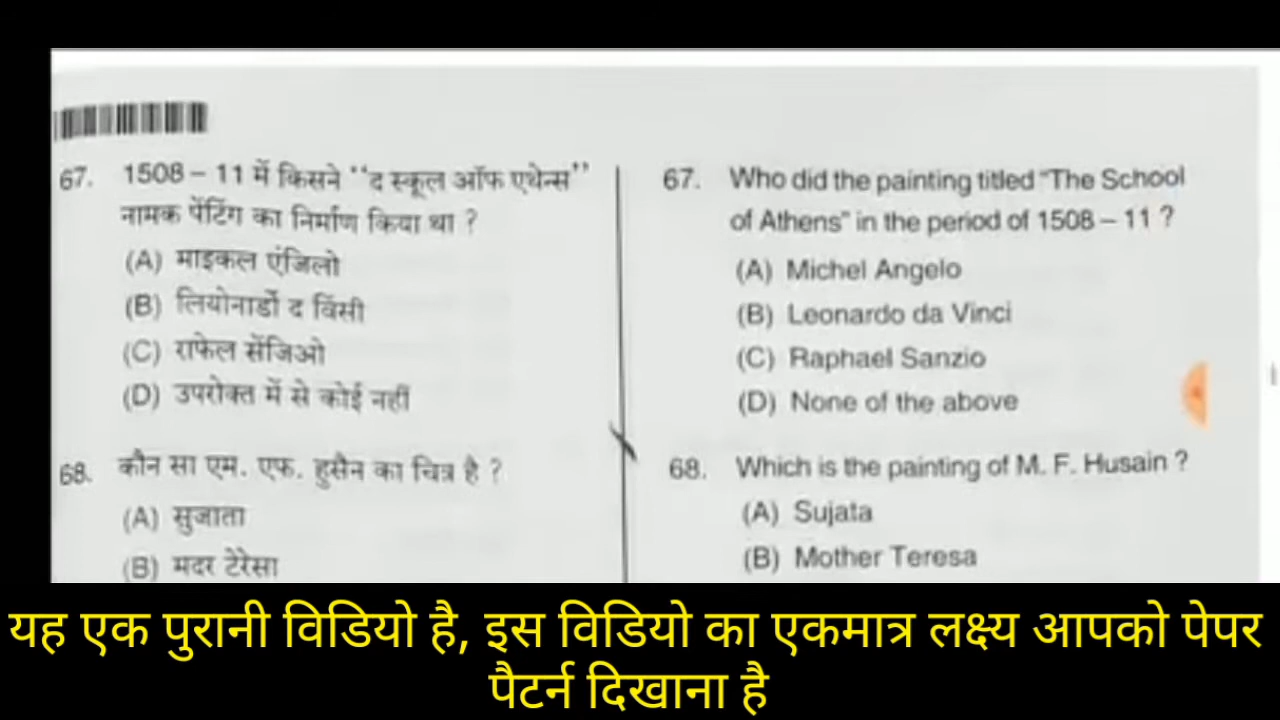 67. 1508 – 11 में किसने ‘‘द स्कूल ऑफ एथेन्स’’
नामक पेंटिंग का निर्माण किया था ?
(A) माइकल एंजिलो
(B) लियोनार्डो द विंसी
(C) राफेल सेंजिओ
(D) उपरोक्त में से कोई नहीं
68. कौन सा एम. एफ. हुसैन का चित्र है ?
(A) सुजाता
(B) मदर टेरेसा
67. Who did the painting titled “The School
of Athens” in the period of 1508 – 11 ?
(A) Michel Angelo
(B) Leonardo da Vinci
(C) Raphael Sanzio
(D) None of the above
68. Which is the painting of M. F. Husain ?
(A) Sujata
(B) Mother Teresa
यह एक पुरानी विडियो है, इस विडियो का एकमात्र लक्ष्य आपको पेपर
पैटर्न दिखाना है